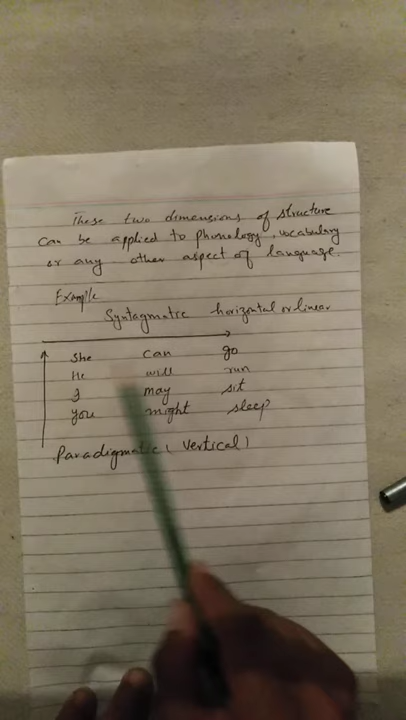 These two dimensions of structure
can be applied to phonology, vocabulary
or any other aspect of language.
Example
Syntagmatic horizontal or linear
She can go
He will run
I may sit
you might sleep
Paradigmatic ( vertical )